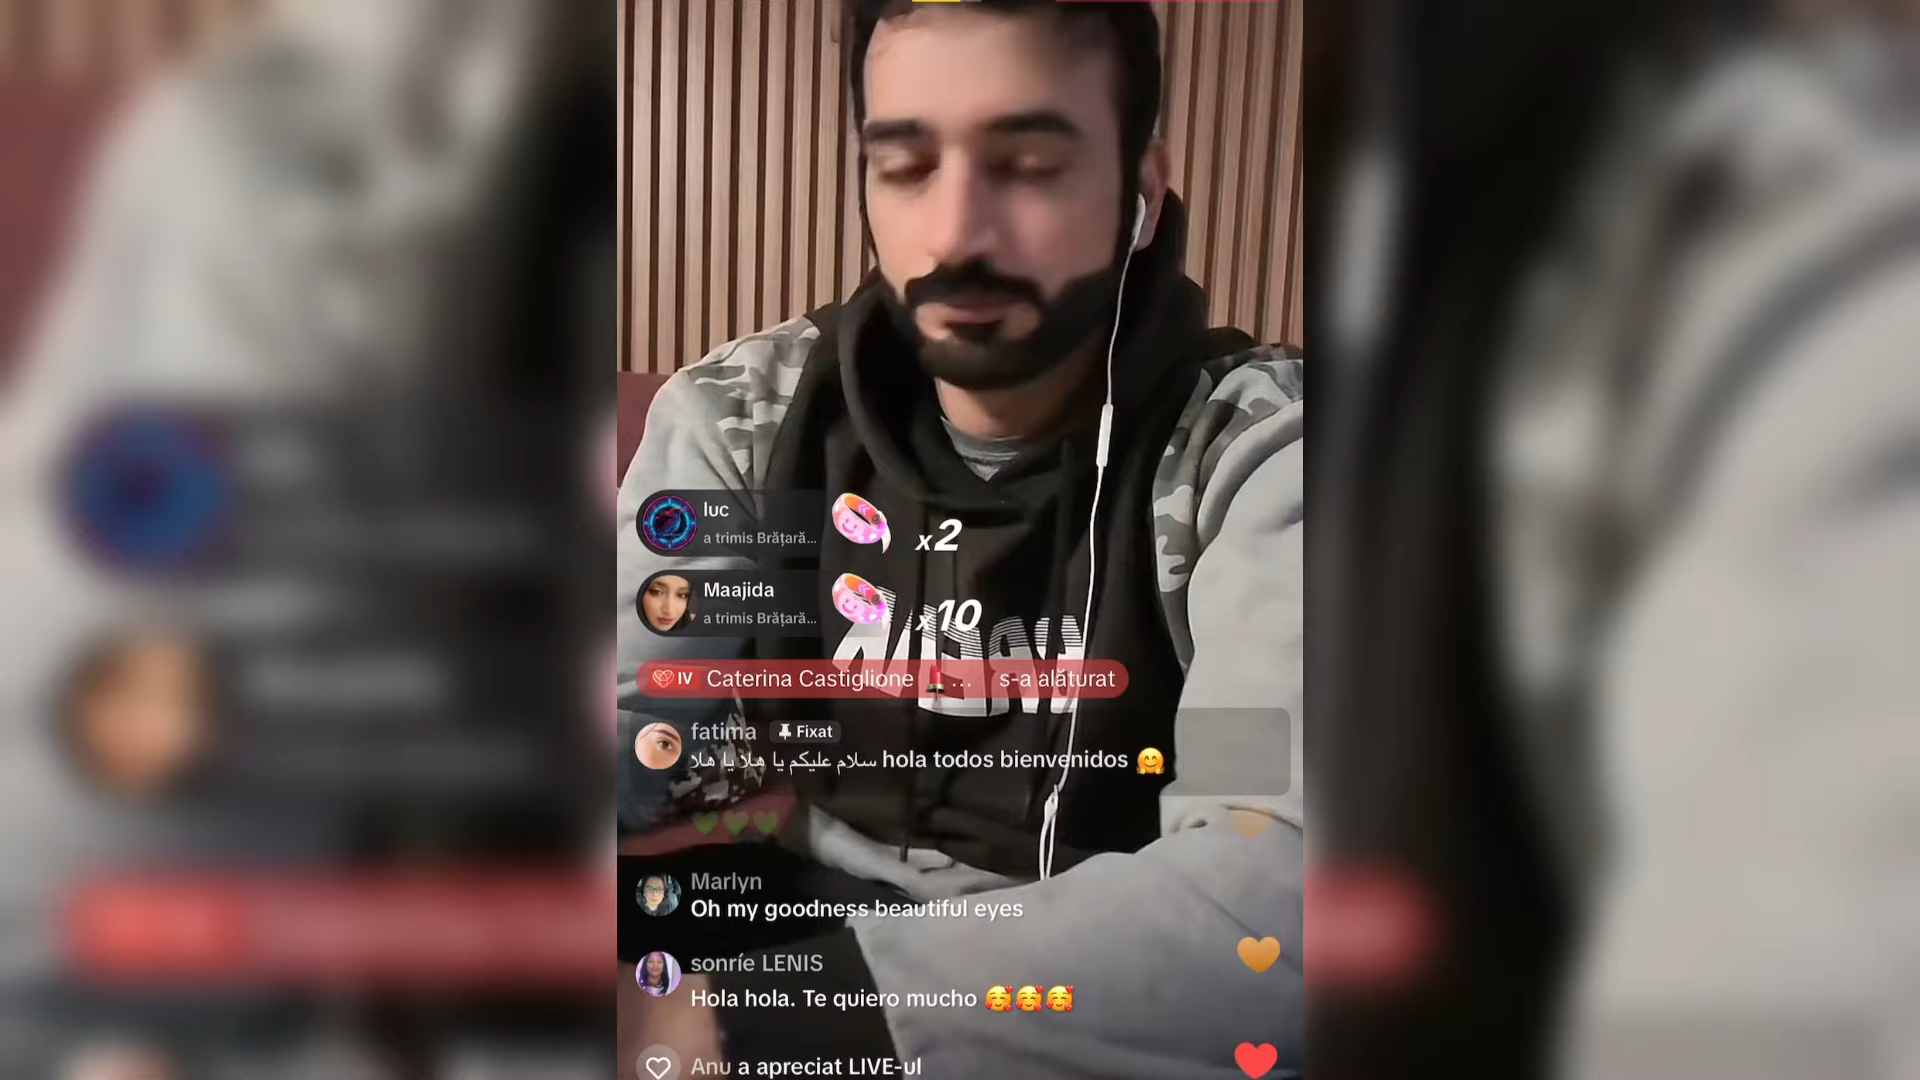 luc
a trimis Brățară...
x2
Maajida
a trimis Brățară...
x10
IV Caterina Castiglione 💄... s-a alăturat
fatima Fixat
سلام عليكم يا هلا يا هلا hola todos bienvenidos 🤗
💚💚💚
Marlyn
Oh my goodness beautiful eyes
sonríe LENIS
Hola hola. Te quiero mucho 🥰🥰🥰
Anu a apreciat LIVE-ul